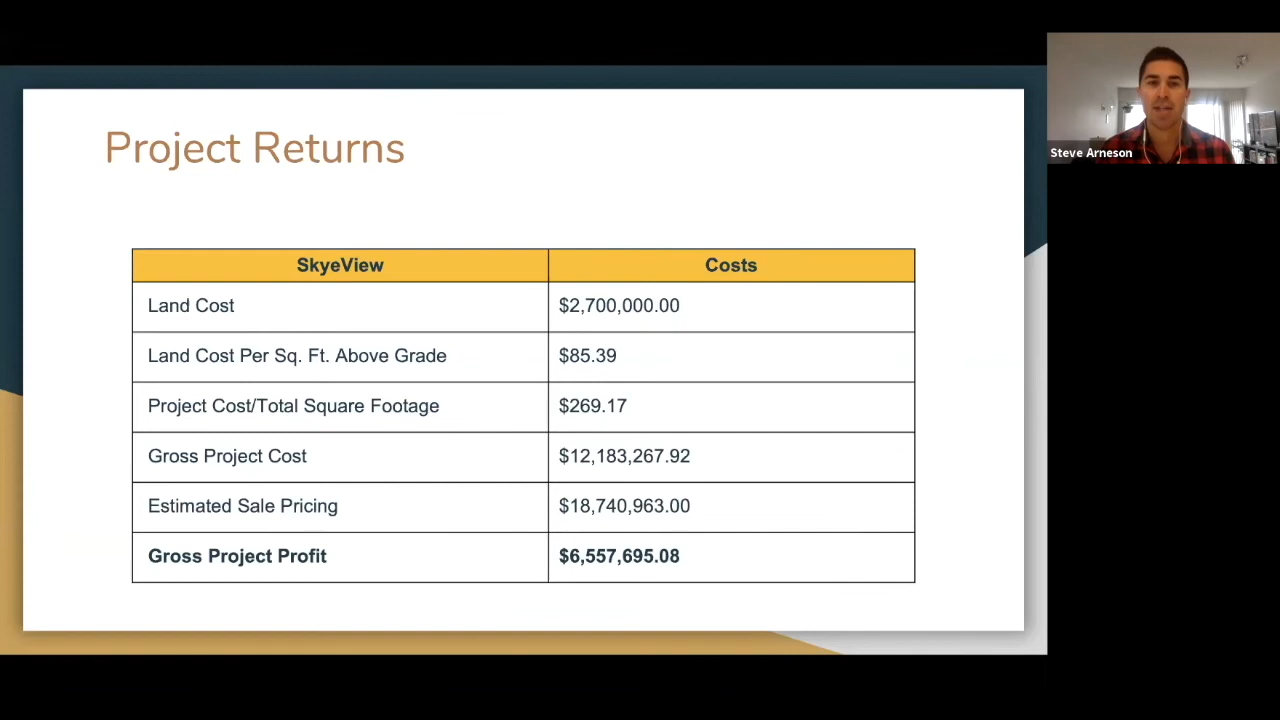 Project Returns
Steve Arneson
SkyeView Costs
Land Cost $2,700,000.00
Land Cost Per Sq. Ft. Above Grade $85.39
Project Cost/Total Square Footage $269.17
Gross Project Cost $12,183,267.92
Estimated Sale Pricing $18,740,963.00
Gross Project Profit $6,557,695.08